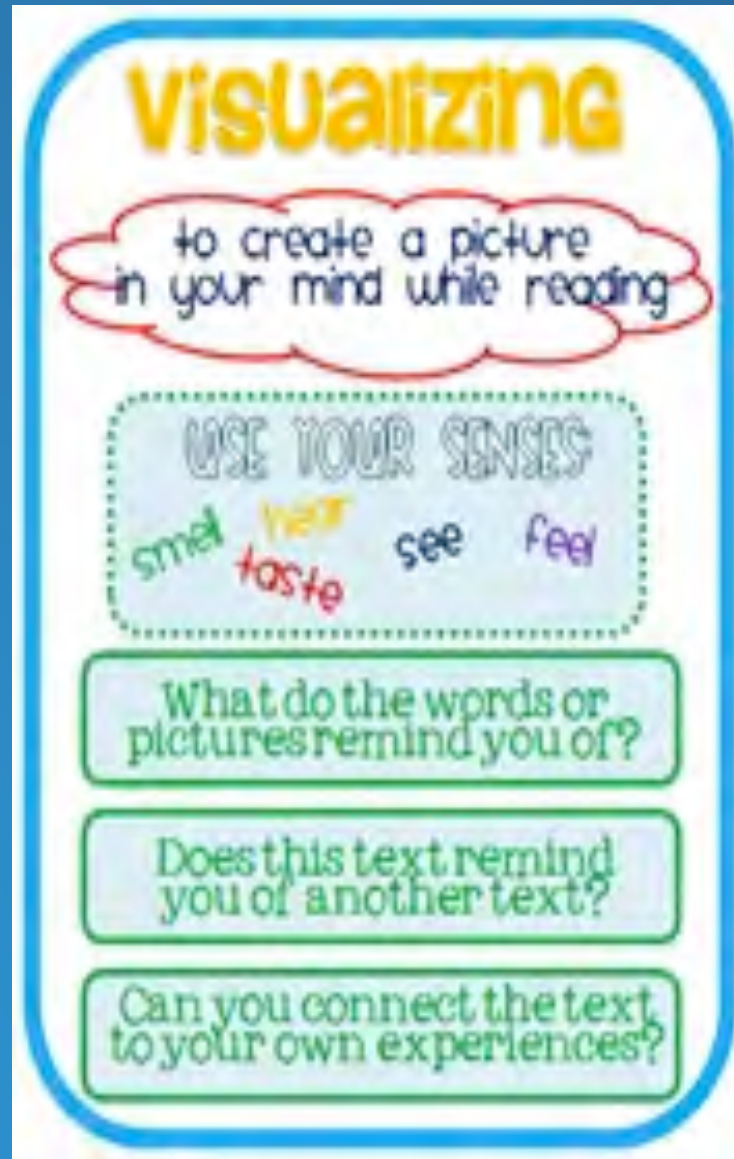 Visualizing
to create a picture
in your mind while reading
USE YOUR SENSES:
smell hear taste see feel
What do the words or
pictures remind you of?
Does this text remind
you of another text?
Can you connect the text
to your own experiences?